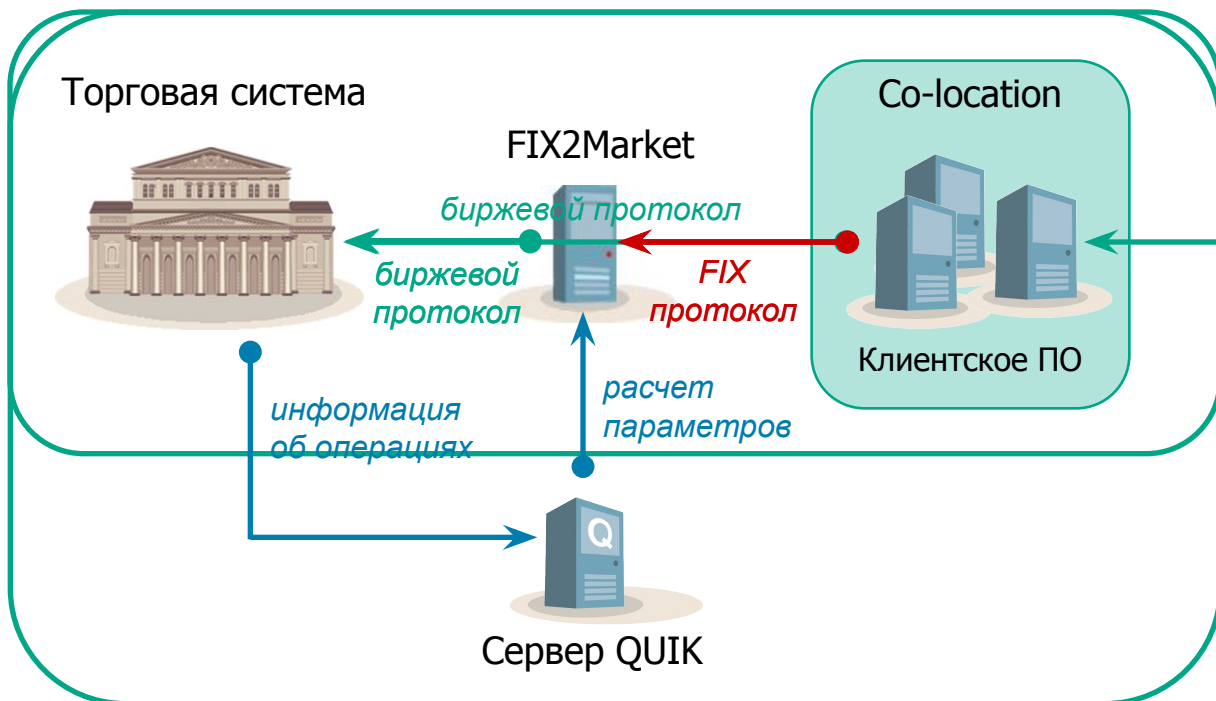 Торговая система
Co-location
FIX2Market
биржевой протокол
биржевой
протокол
FIX
протокол
Клиентское ПО
информация
об операциях
расчет
параметров
Q
Сервер QUIK